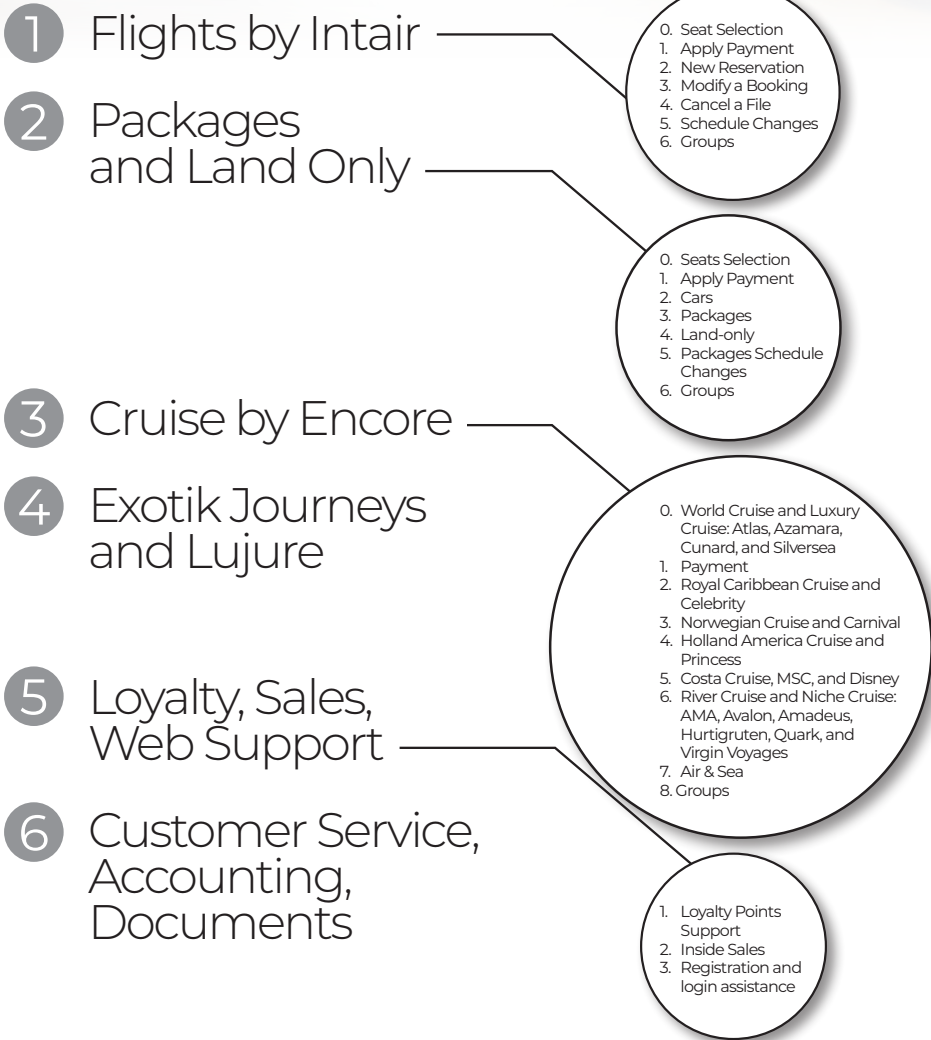 1 Flights by Intair
0. Seat Selection
1. Apply Payment
2. New Reservation
3. Modify a Booking
4. Cancel a File
5. Schedule Changes
6. Groups
2 Packages
and Land Only
0. Seats Selection
1. Apply Payment
2. Cars
3. Packages
4. Land-only
5. Packages Schedule
Changes
6. Groups
3 Cruise by Encore
0. World Cruise and Luxury
Cruise: Atlas, Azamara,
Cunard, and Silversea
1. Payment
2. Royal Caribbean Cruise and
Celebrity
3. Norwegian Cruise and Carnival
4. Holland America Cruise and
Princess
5. Costa Cruise, MSC, and Disney
6. River Cruise and Niche Cruise:
AMA, Avalon, Amadeus,
Hurtigruten, Quark, and
Virgin Voyages
7. Air & Sea
8. Groups
4 Exotik Journeys
and Lujure
5 Loyalty, Sales,
Web Support
1. Loyalty Points
Support
2. Inside Sales
3. Registration and
login assistance
6 Customer Service,
Accounting,
Documents